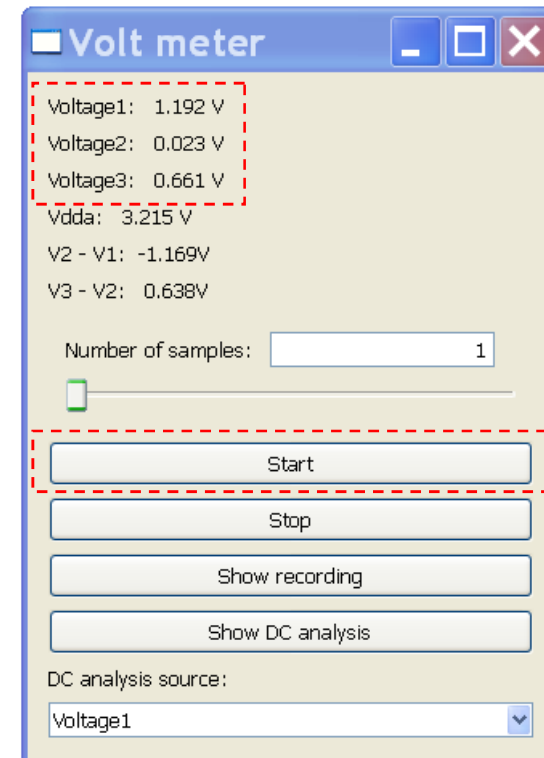 Volt meter
Voltage1: 1.192 V
Voltage2: 0.023 V
Voltage3: 0.661 V
Vdda: 3.215 V
V2 - V1: -1.169V
V3 - V2: 0.638V
Number of samples: 1
Start
Stop
Show recording
Show DC analysis
DC analysis source:
Voltage1